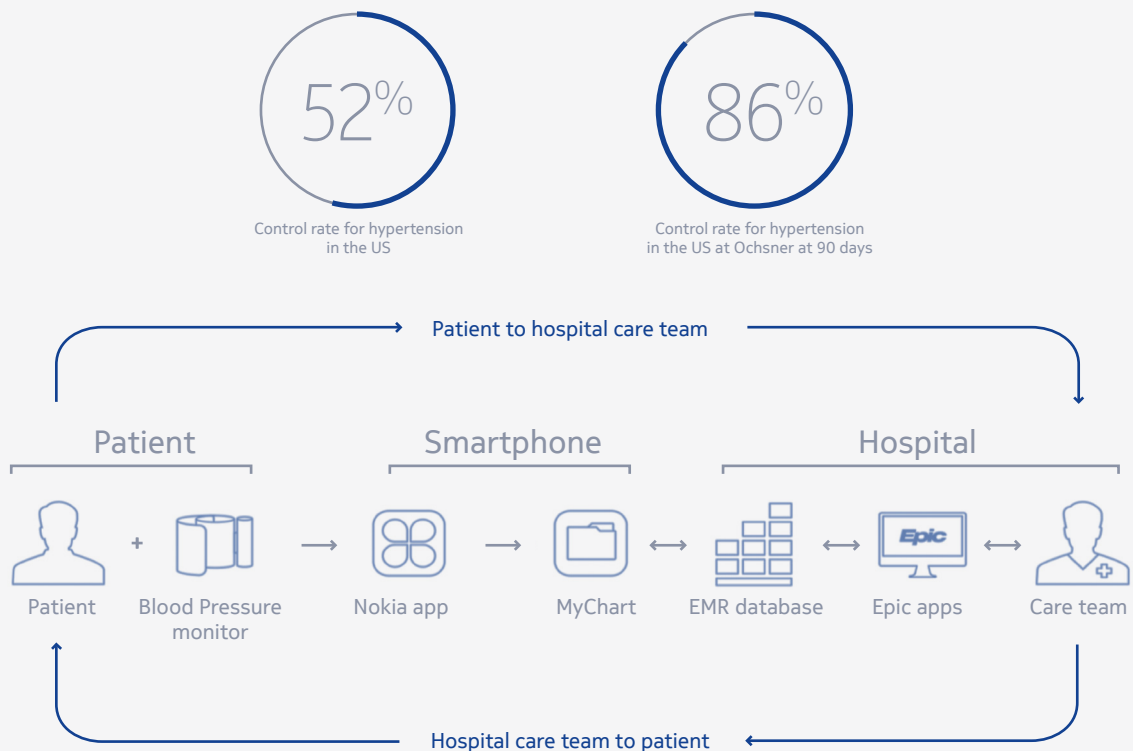 52%
86%
Control rate for hypertension
in the US
Control rate for hypertension
in the US at Ochsner at 90 days
Patient to hospital care team
Patient
Smartphone
Hospital
+
Epic
Patient
Blood Pressure
monitor
Nokia app
MyChart
EMR database
Epic apps
Care team
Hospital care team to patient